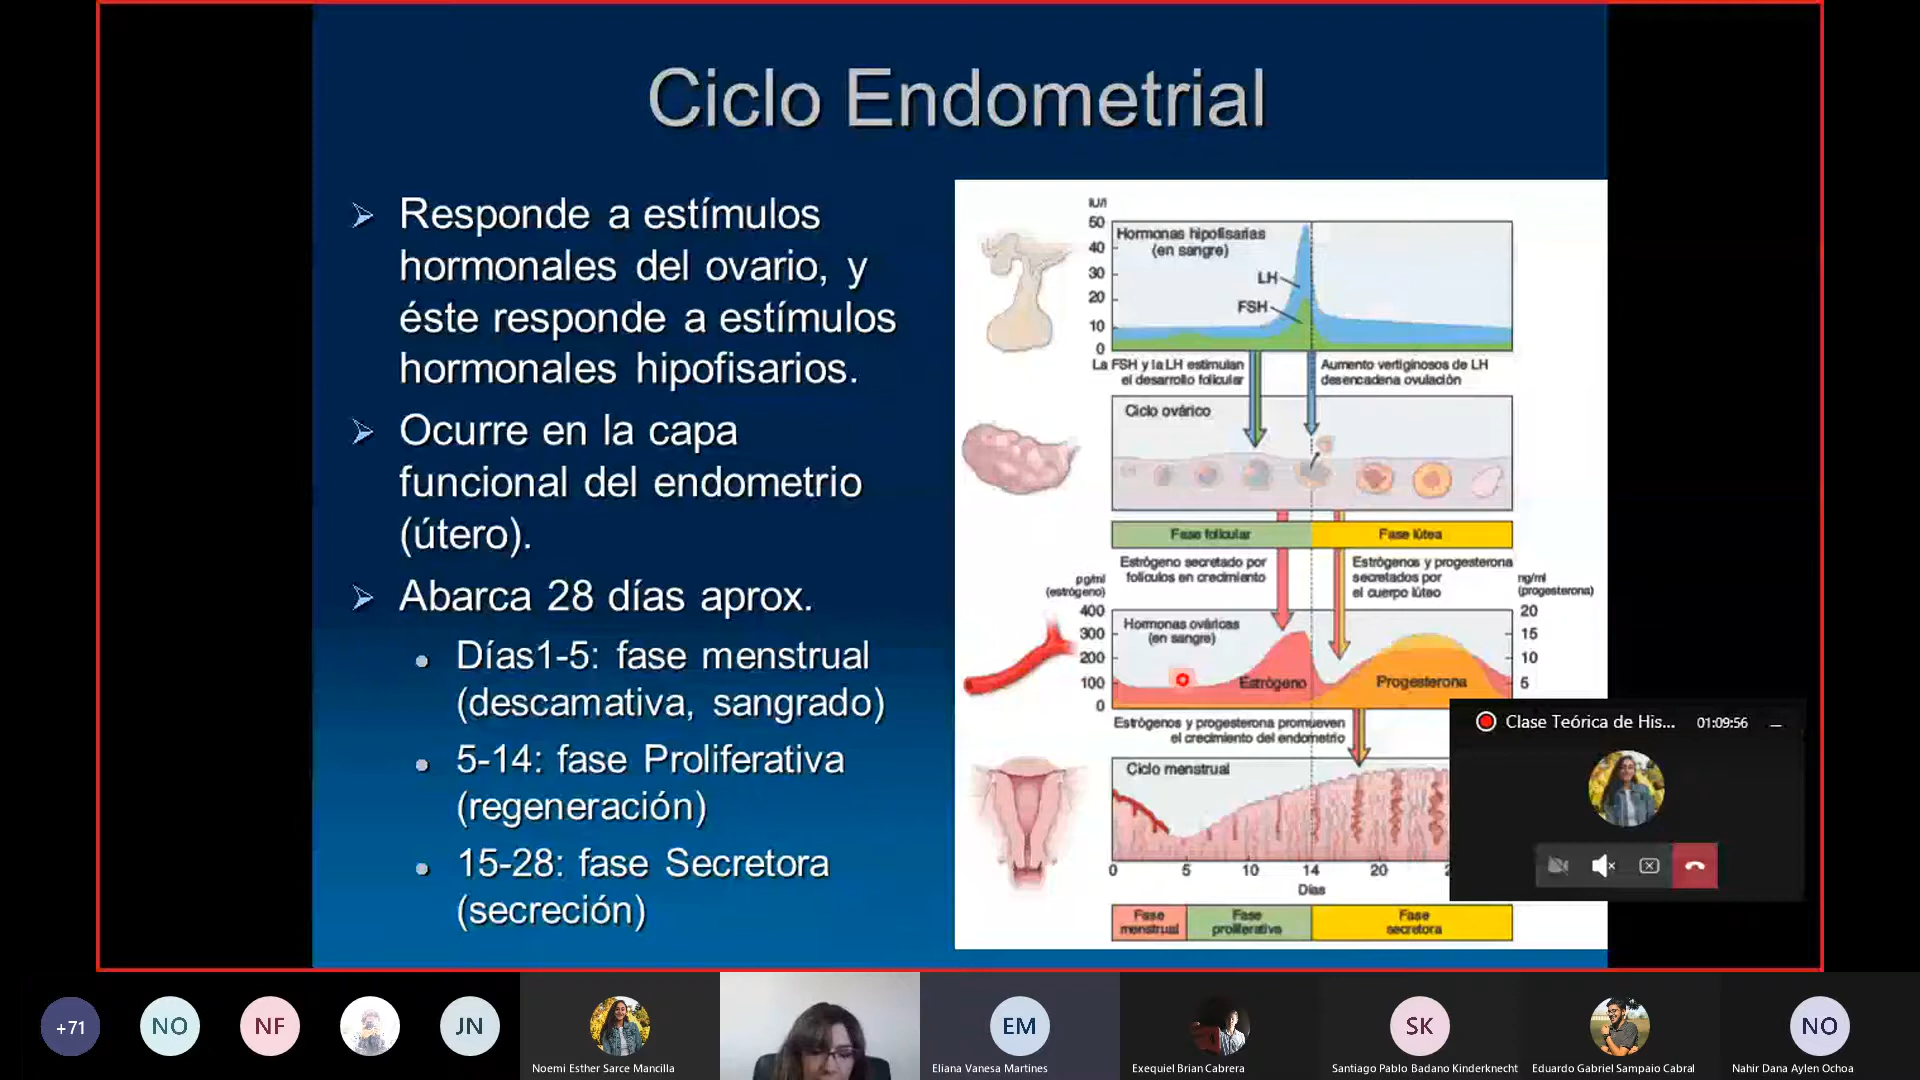 Ciclo Endometrial
Responde a estímulos
hormonales del ovario, y
éste responde a estímulos
hormonales hipofisarios.
Ocurre en la capa
funcional del endometrio
(útero).
Abarca 28 días aprox.
Días1-5: fase menstrual
(descamativa, sangrado)
5-14: fase Proliferativa
(regeneración)
15-28: fase Secretora
(secreción)
IU/l
50
40
30
20
10
0
Hormonas hipofisarias
(en sangre)
LH
FSH
La FSH y la LH estimulan
el desarrollo folicular
Aumento vertiginosos de LH
desencadena ovulación
Ciclo ovárico
Fase folicular
Fase lútea
Estrógeno secretado por
folículos en crecimiento
Estrógenos y progesterona
secretados por
el cuerpo lúteo
pg/ml
(estrógeno)
ng/ml
(progesterona)
400
300
200
100
0
Hormonas ováricas
(en sangre)
Estrógeno
Progesterona
20
15
10
5
Estrógenos y progesterona promueven
el crecimiento del endometrio
Ciclo menstrual
0 5 10 14 20 2
Días
Fase
menstrual
Fase
proliferativa
Fase
secretora
Clase Teórica de His... 01:09:56
+71
NO
NF
JN
EM
SK
NO
Noemi Esther Sarce Mancilla
Eliana Vanesa Martines
Exequiel Brian Cabrera
Santiago Pablo Badano Kinderknecht
Eduardo Gabriel Sampaio Cabral
Nahir Dana Aylen Ochoa